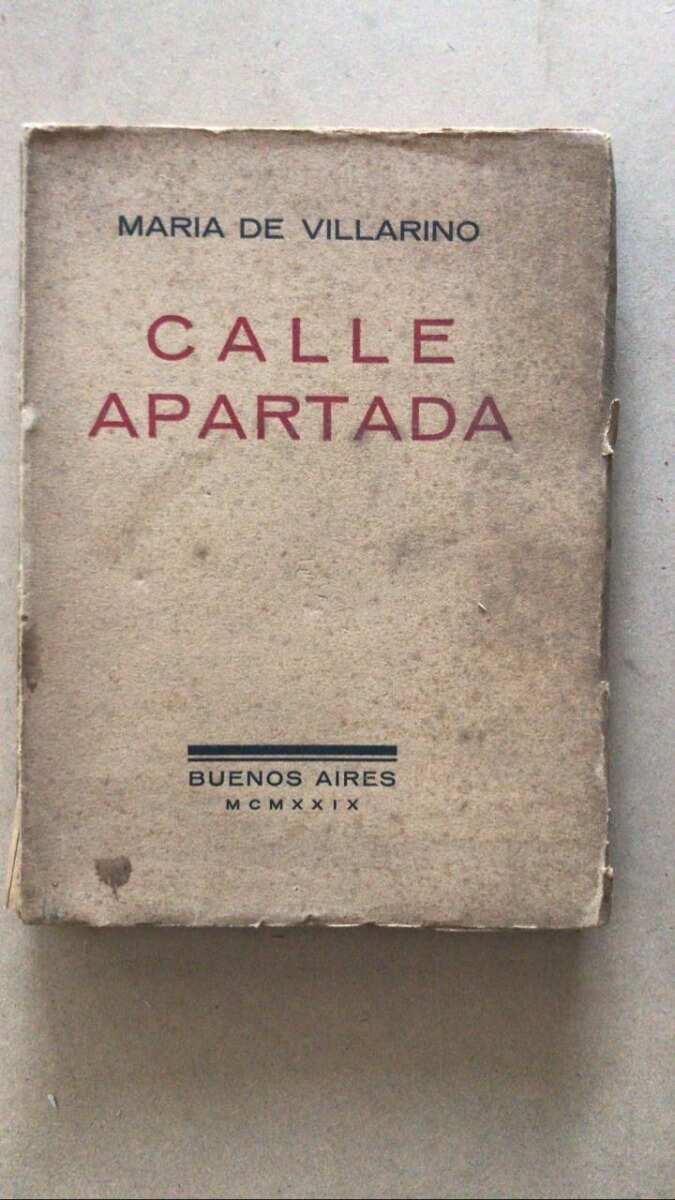 MARIA DE VILLARINO
CALLE
APARTADA
BUENOS AIRES
MCMXXIX